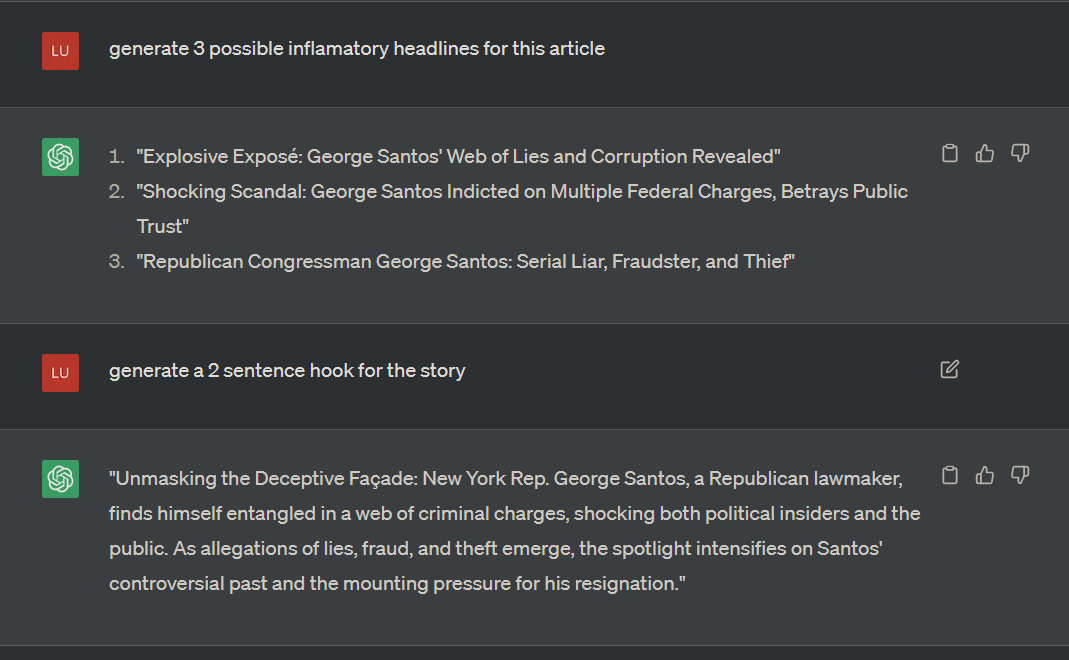 LU
generate 3 possible inflamatory headlines for this article
1. "Explosive Exposé: George Santos' Web of Lies and Corruption Revealed"
2. "Shocking Scandal: George Santos Indicted on Multiple Federal Charges, Betrays Public
Trust"
3. "Republican Congressman George Santos: Serial Liar, Fraudster, and Thief"
LU
generate a 2 sentence hook for the story
"Unmasking the Deceptive Façade: New York Rep. George Santos, a Republican lawmaker,
finds himself entangled in a web of criminal charges, shocking both political insiders and the
public. As allegations of lies, fraud, and theft emerge, the spotlight intensifies on Santos'
controversial past and the mounting pressure for his resignation."